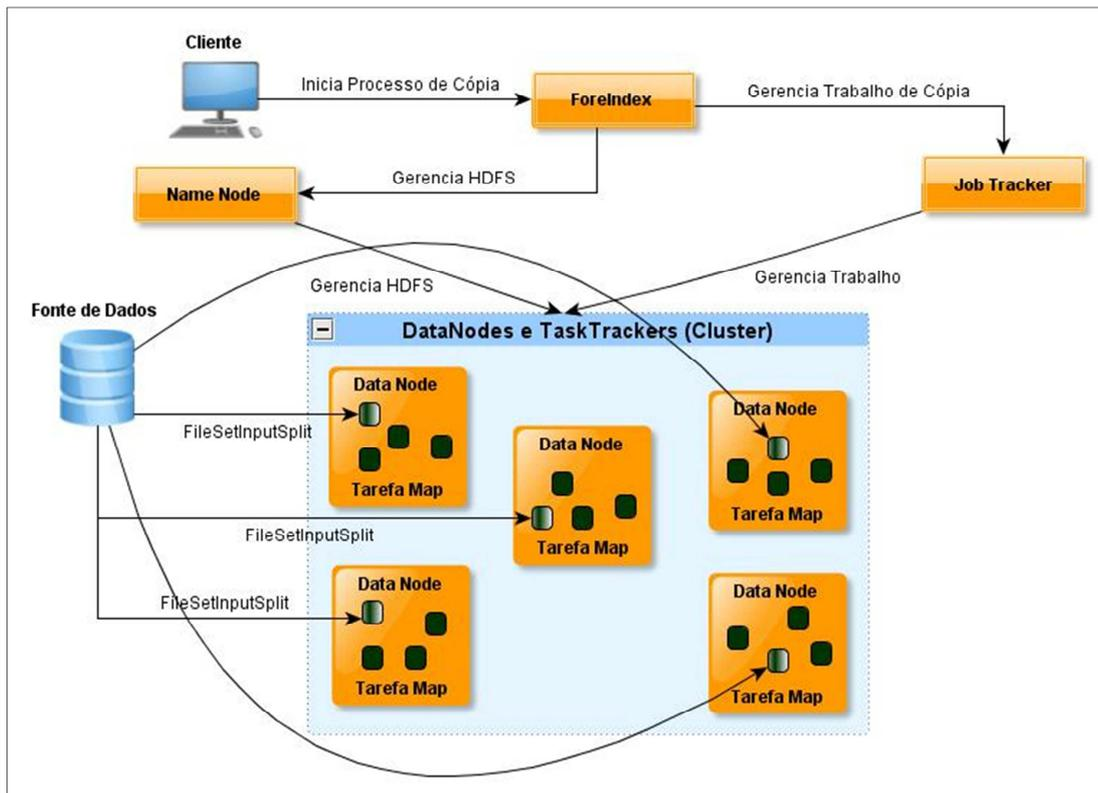 Cliente
Inicia Processo de Cópia
ForeIndex
Gerencia Trabalho de Cópia
Gerencia HDFS
Name Node
Job Tracker
Gerencia HDFS
Gerencia Trabalho
Fonte de Dados
DataNodes e TaskTrackers (Cluster)
Data Node
Tarefa Map
FileSetInputSplit
Data Node
Tarefa Map
FileSetInputSplit
Data Node
Tarefa Map
Data Node
Tarefa Map
FileSetInputSplit
Data Node
Tarefa Map